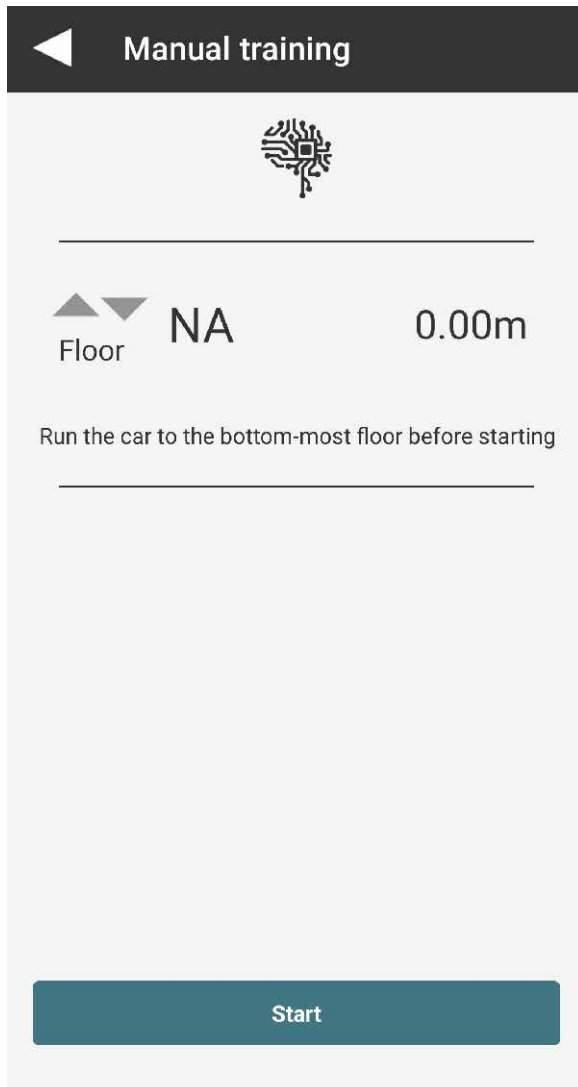 Manual training
NA
0.00m
Floor
Run the car to the bottom-most floor before starting
Start